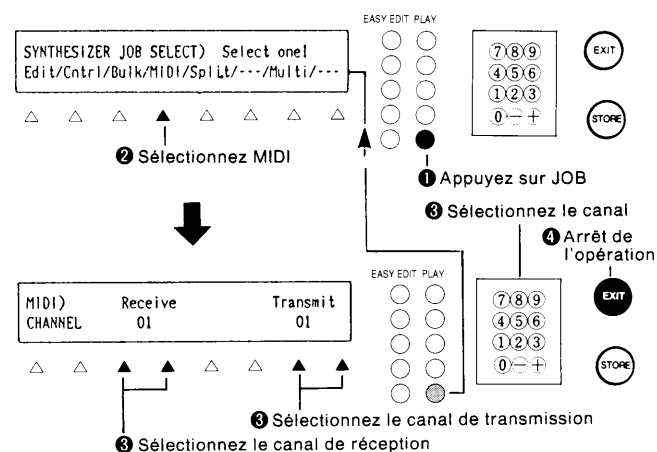 EASY EDIT PLAY
SYNTHESIZER JOB SELECT) Select one!
Edit/Cntrl/Bulk/MIDI/Split/---/Multi/---
7 8 9
4 5 6
1 2 3
0 − +
EXIT
STORE
❷ Sélectionnez MIDI
❶ Appuyez sur JOB
❸ Sélectionnez le canal
❹ Arrêt de
l'opération
EASY EDIT PLAY
MIDI) Receive Transmit
CHANNEL 01 01
7 8 9
4 5 6
1 2 3
0 − +
EXIT
STORE
❸ Sélectionnez le canal de transmission
❸ Sélectionnez le canal de réception